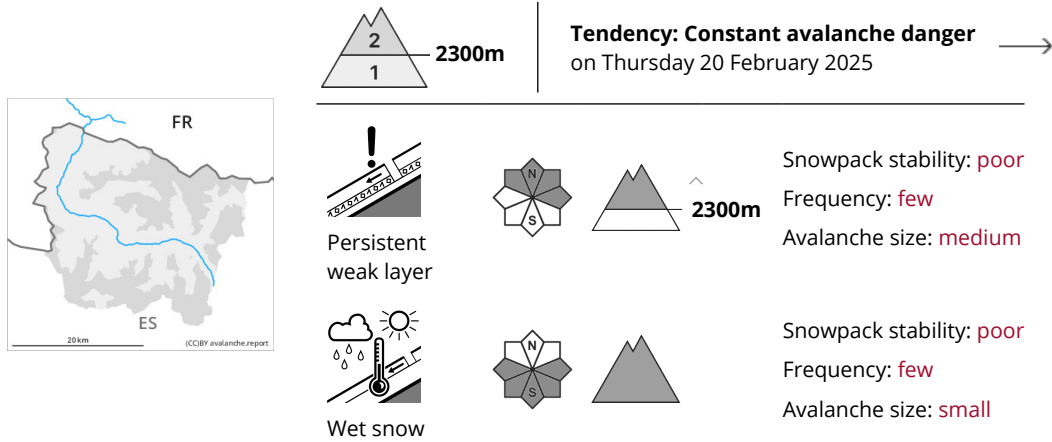 2
1
2300m
Tendency: Constant avalanche danger
on Thursday 20 February 2025
FR
ES
20 km
(CC)BY avalanche.report
Persistent
weak layer
N
S
2300m
Snowpack stability: poor
Frequency: few
Avalanche size: medium
Wet snow
N
S
Snowpack stability: poor
Frequency: few
Avalanche size: small